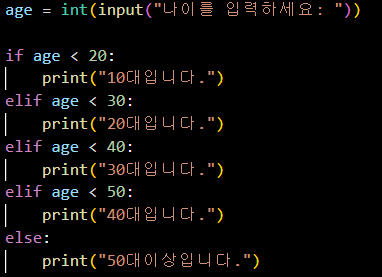 age = int(input("나이를 입력하세요: "))
if age < 20:
    print("10대입니다.")
elif age < 30:
    print("20대입니다.")
elif age < 40:
    print("30대입니다.")
elif age < 50:
    print("40대입니다.")
else:
    print("50대이상입니다.")